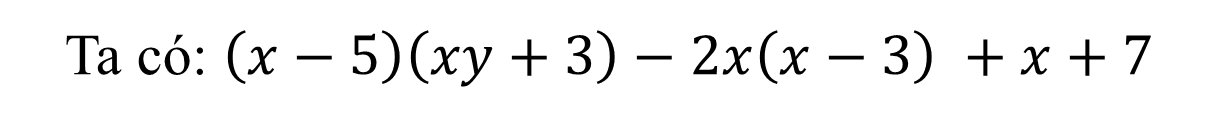 Ta có: (x − 5)(xy + 3) − 2x(x − 3) + x + 7